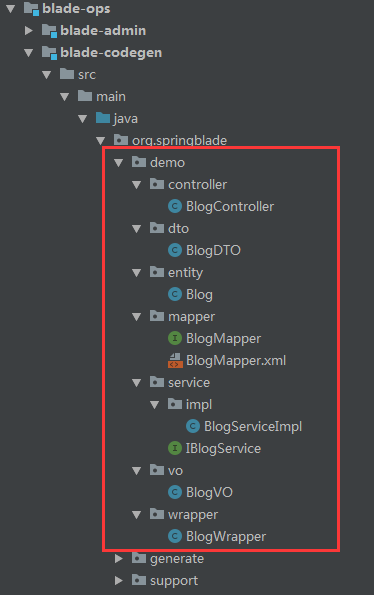 blade-ops
blade-admin
blade-codegen
src
main
java
org.springblade
demo
controller
BlogController
dto
BlogDTO
entity
Blog
mapper
BlogMapper
BlogMapper.xml
service
impl
BlogServiceImpl
IBlogService
vo
BlogVO
wrapper
BlogWrapper
generate
support